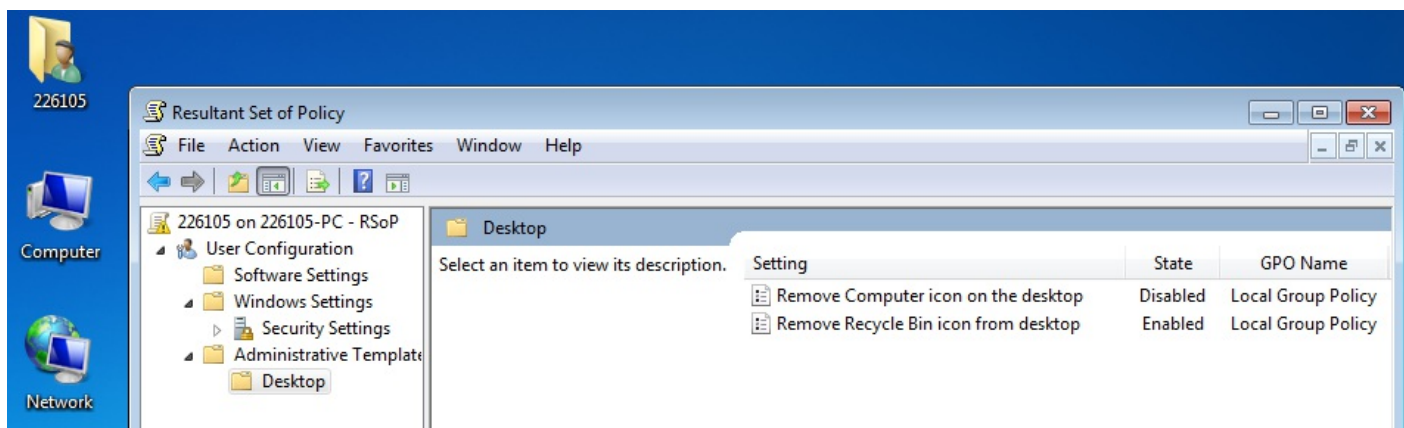 226105
Computer
Network
Resultant Set of Policy
File Action View Favorites Window Help
226105 on 226105-PC - RSoP
User Configuration
Software Settings
Windows Settings
Security Settings
Administrative Template
Desktop
Desktop
Select an item to view its description.
Setting State GPO Name
Remove Computer icon on the desktop Disabled Local Group Policy
Remove Recycle Bin icon from desktop Enabled Local Group Policy